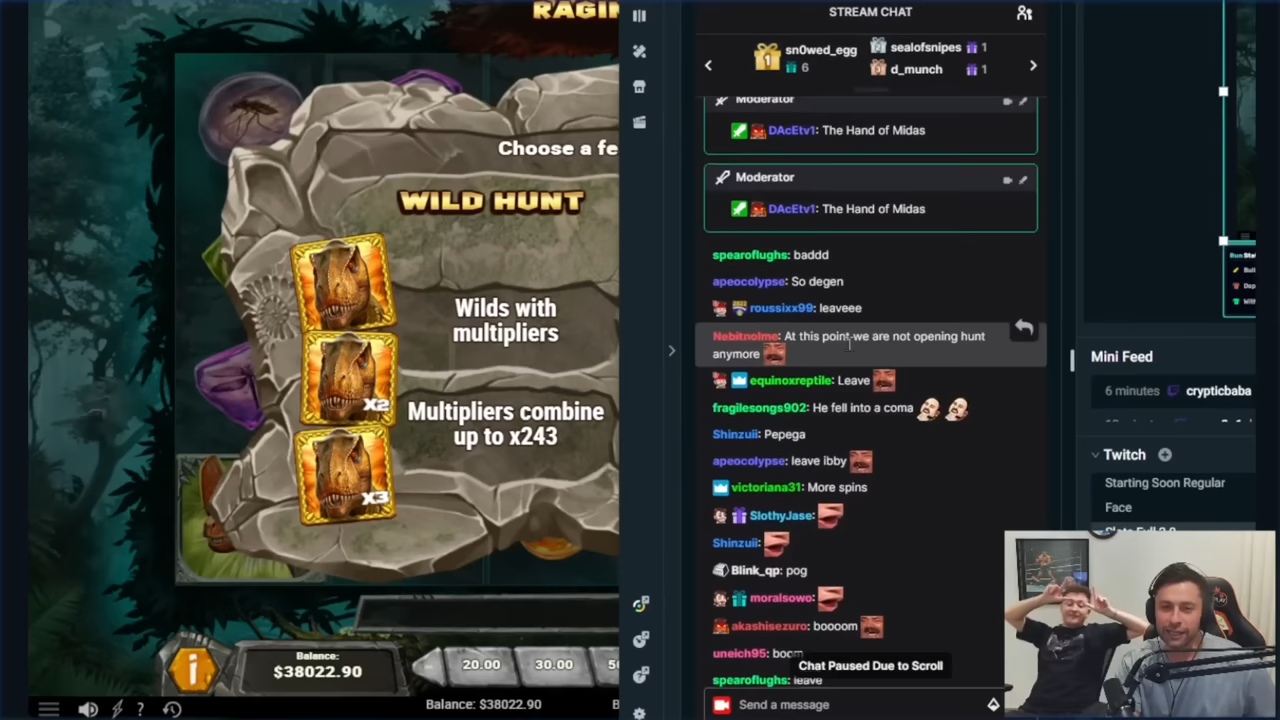 RAGIN
Choose a fe
WILD HUNT
Wilds with
multipliers
X2
Multipliers combine
up to x243
X3
Balance:
$38022.90
20.00
30.00
Balance: $38022.90
STREAM CHAT
sn0wed_egg
6
sealofsnipes 1
d_munch 1
Moderator
DAcEtv1: The Hand of Midas
Moderator
DAcEtv1: The Hand of Midas
spearoflughs: baddd
apeocolypse: So degen
roussixx99: leaveee
Nebitnoime: At this point we are not opening hunt
anymore
equinoxreptile: Leave
fragilesongs902: He fell into a coma
Shinzuii: Pepega
apeocolypse: leave ibby
victoriana31: More spins
SlothyJase:
Shinzuii:
Blink_qp: pog
moralsowo:
akashisezuro: boooom
uneich95: boom
Chat Paused Due to Scroll
spearoflughs: leave
Send a message
Mini Feed
6 minutes crypticbaba
Twitch
Starting Soon Regular
Face